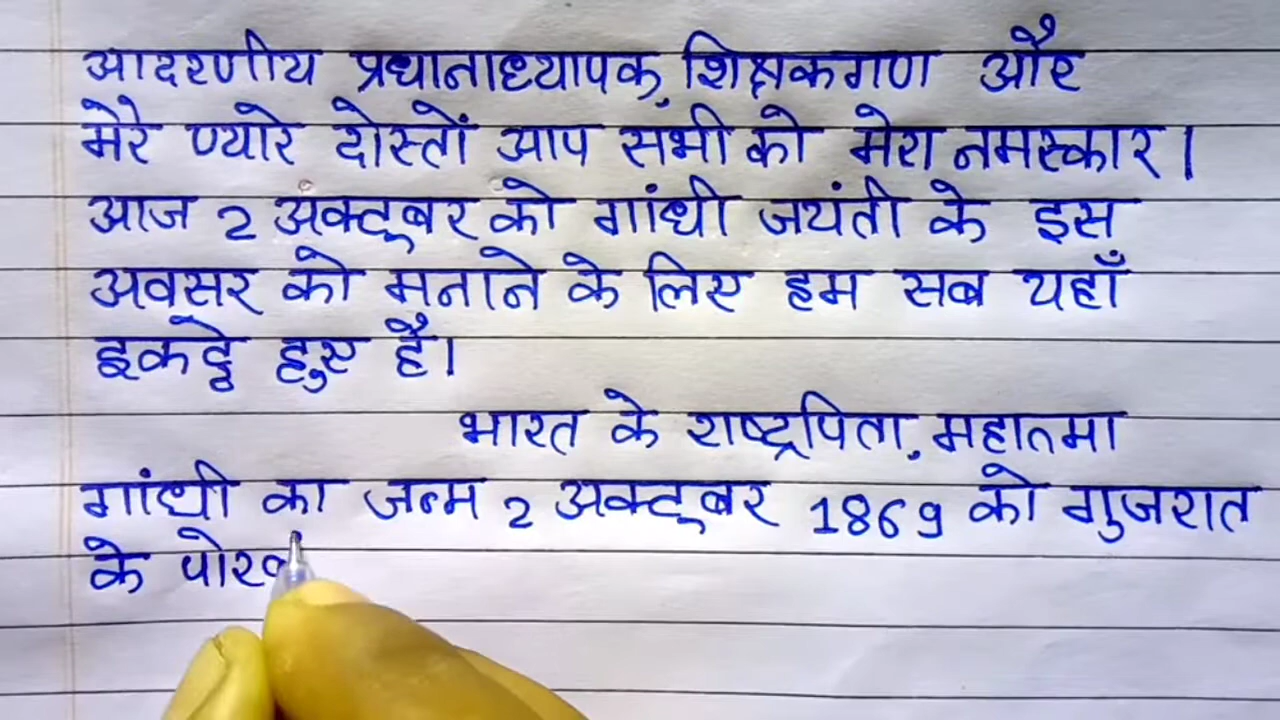 आदरणीय प्रधानाध्यापक, शिक्षकगण और
मेरे प्यारे दोस्तों आप सभी को मेरा नमस्कार।
आज 2 अक्टूबर को गांधी जयंती के इस
अवसर को मनाने के लिए हम सब यहाँ
इकट्ठे हुए हैं।
भारत के राष्ट्रपिता, महात्मा
गांधी का जन्म 2 अक्टूबर 1869 को गुजरात
के